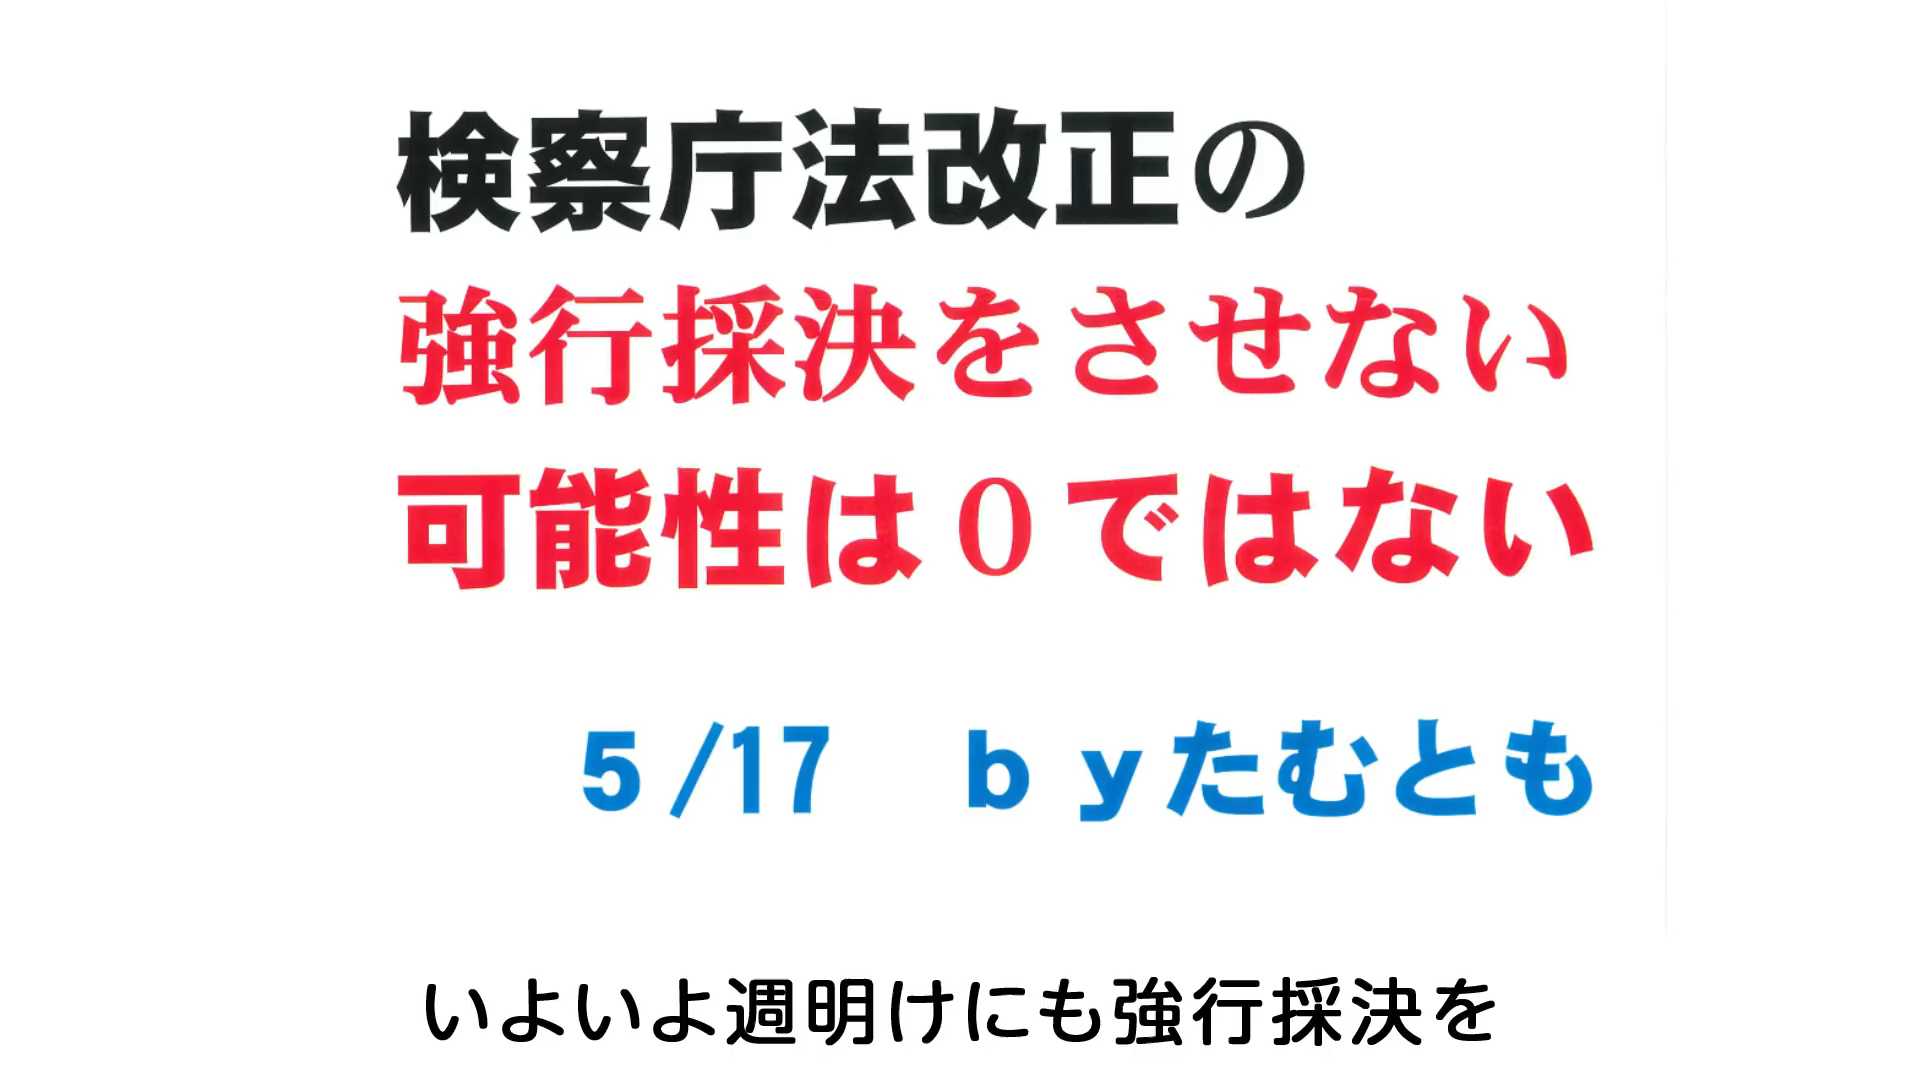 検察庁法改正の
強行採決をさせない
可能性は０ではない
５/17　ｂｙたむとも
いよいよ週明けにも強行採決を